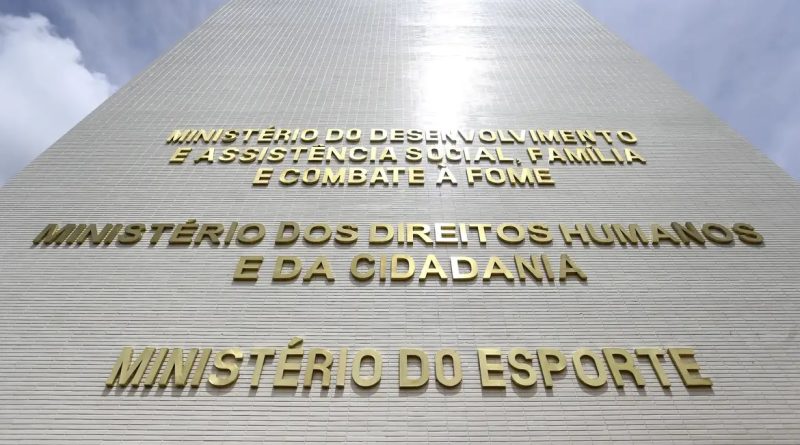 MINISTÉRIO DO DESENVOLVIMENTO
E ASSISTÊNCIA SOCIAL, FAMÍLIA
E COMBATE À FOME
MINISTÉRIO DOS DIREITOS HUMANOS
E DA CIDADANIA
MINISTÉRIO DO ESPORTE